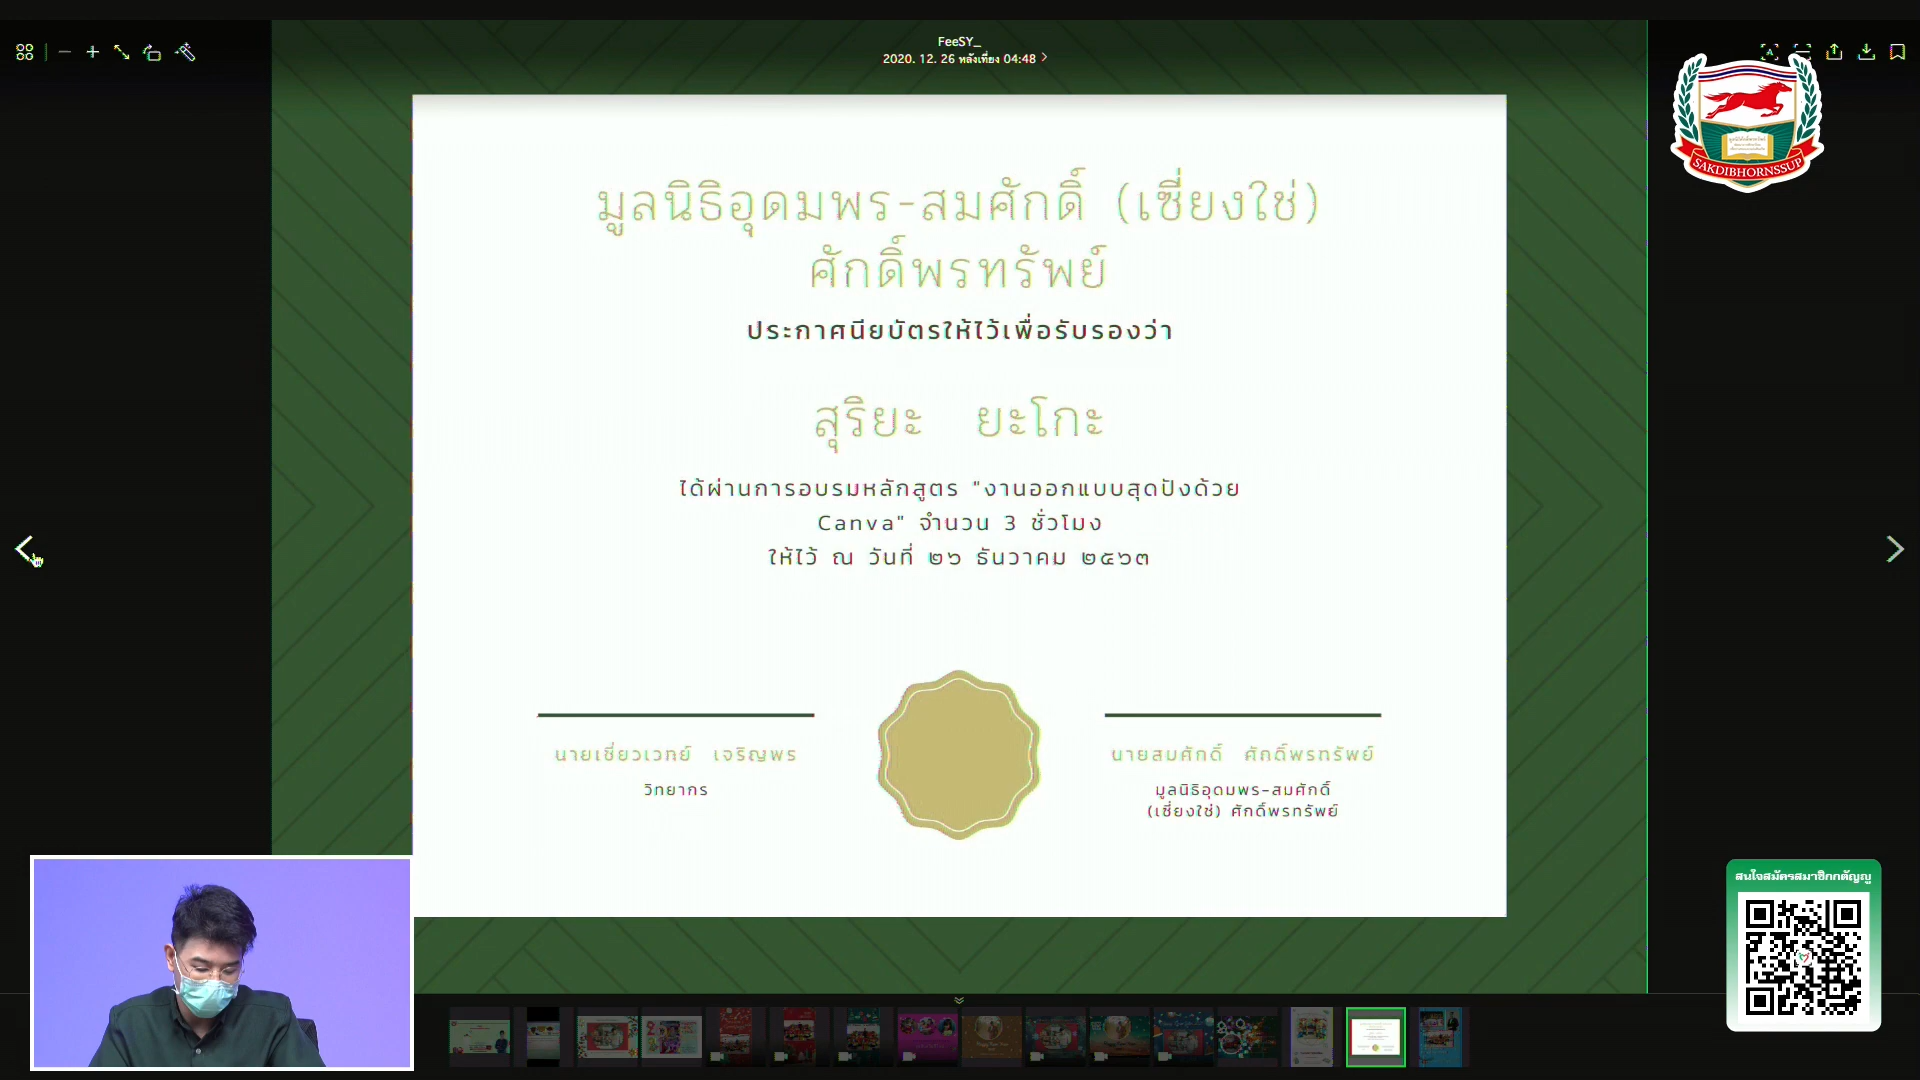 FeeSY_
2020. 12. 26 หลังเที่ยง 04:48
SAKDIBHORNSSUP
มูลนิธิอุดมพร-สมศักดิ์ (เซี่ยงใช่)
ศักดิ์พรทรัพย์
ประกาศนียบัตรให้ไว้เพื่อรับรองว่า
สุริยะ ยะโกะ
ได้ผ่านการอบรมหลักสูตร "งานออกแบบสุดปังด้วย
Canva" จำนวน 3 ชั่วโมง
ให้ไว้ ณ วันที่ ๒๖ ธันวาคม ๒๕๖๓
นายเชี่ยวเวทย์ เจริญพร
วิทยากร
นายสมศักดิ์ ศักดิ์พรทรัพย์
มูลนิธิอุดมพร-สมศักดิ์
(เซี่ยงใช่) ศักดิ์พรทรัพย์
สนใจสมัครสมาชิกกตัญญู